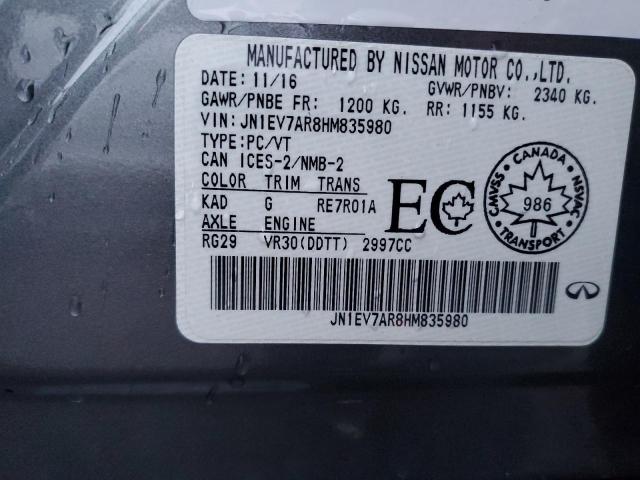 MANUFACTURED BY NISSAN MOTOR CO.,LTD.
DATE: 11/16 GVWR/PNBV: 2340 KG.
GAWR/PNBE FR: 1200 KG. RR: 1155 KG.
VIN: JN1EV7AR8HM835980
TYPE: PC/VT
CAN ICES-2/NMB-2
COLOR TRIM TRANS
KAD G RE7R01A
AXLE ENGINE
RG29 VR30(DDTT) 2997CC
EC
CANADA
CMVSS NSVAC
986
TRANSPORT
JN1EV7AR8HM835980